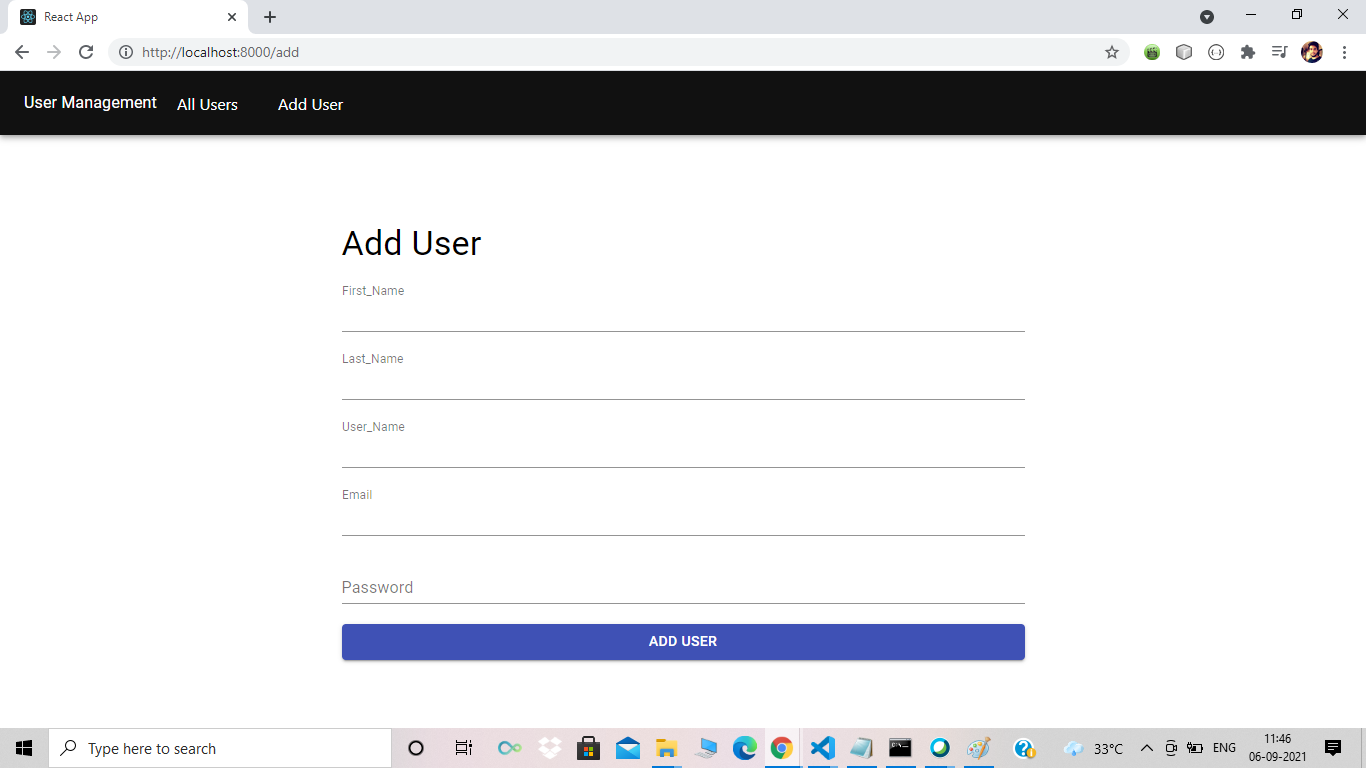 React App
http://localhost:8000/add
User Management All Users Add User
Add User
First_Name
Last_Name
User_Name
Email
Password
ADD USER
Type here to search
33°C
ENG
11:46
06-09-2021